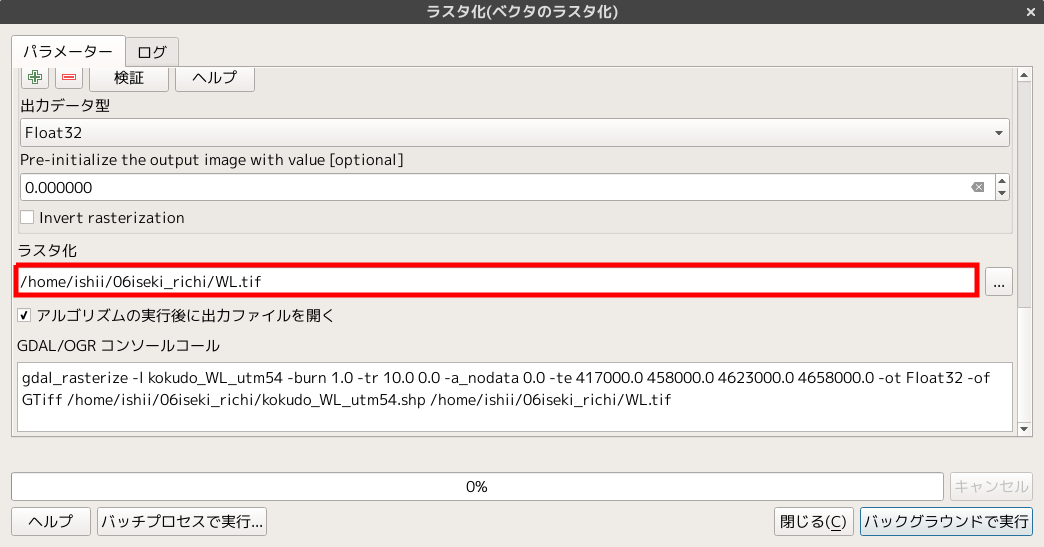 ラスタ化(ベクタのラスタ化)
パラメーター ログ
検証 ヘルプ
出力データ型
Float32
Pre-initialize the output image with value [optional]
0.000000
Invert rasterization
ラスタ化
/home/ishii/06iseki_richi/WL.tif
...
アルゴリズムの実行後に出力ファイルを開く
GDAL/OGR コンソールコール
gdal_rasterize -l kokudo_WL_utm54 -burn 1.0 -tr 10.0 0.0 -a_nodata 0.0 -te 417000.0 458000.0 4623000.0 4658000.0 -ot Float32 -of
GTiff /home/ishii/06iseki_richi/kokudo_WL_utm54.shp /home/ishii/06iseki_richi/WL.tif
0% キャンセル
ヘルプ バッチプロセスで実行... 閉じる(C) バックグラウンドで実行